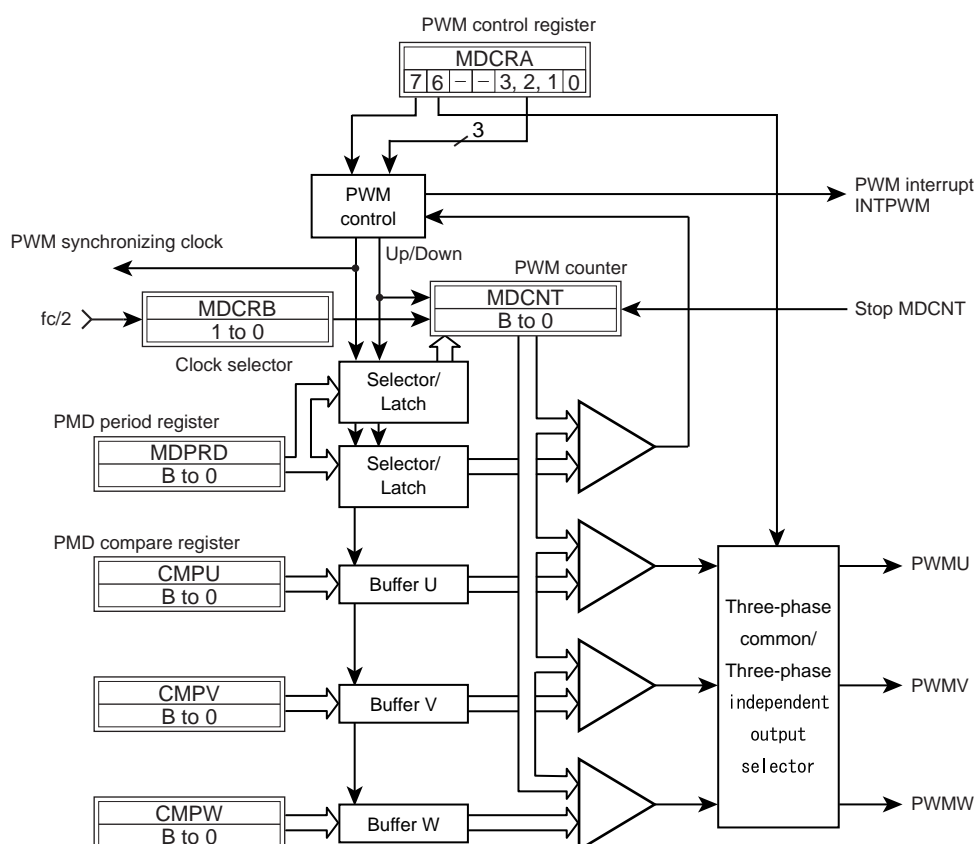 PWM control register
MDCRA
7 6 – – 3, 2, 1 0
3
PWM
control
PWM interrupt
INTPWM
PWM synchronizing clock
Up/Down
PWM counter
MDCNT
B to 0
Stop MDCNT
fc/2
MDCRB
1 to 0
Clock selector
Selector/
Latch
PMD period register
MDPRD
B to 0
Selector/
Latch
PMD compare register
CMPU
B to 0
Buffer U
PWMU
Three-phase
common/
Three-phase
independent
output
selector
CMPV
B to 0
Buffer V
PWMV
CMPW
B to 0
Buffer W
PWMW